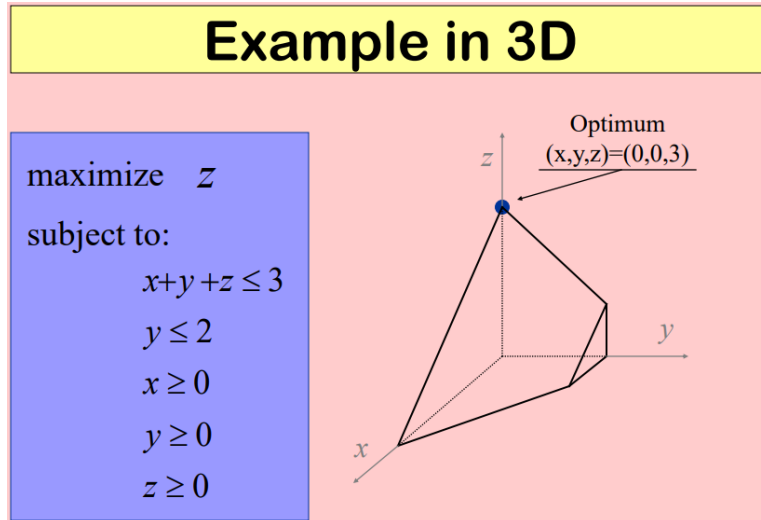 Example in 3D
maximize z
subject to:
x+y+z ≤ 3
y ≤ 2
x ≥ 0
y ≥ 0
z ≥ 0
Optimum
(x,y,z)=(0,0,3)
z
y
x